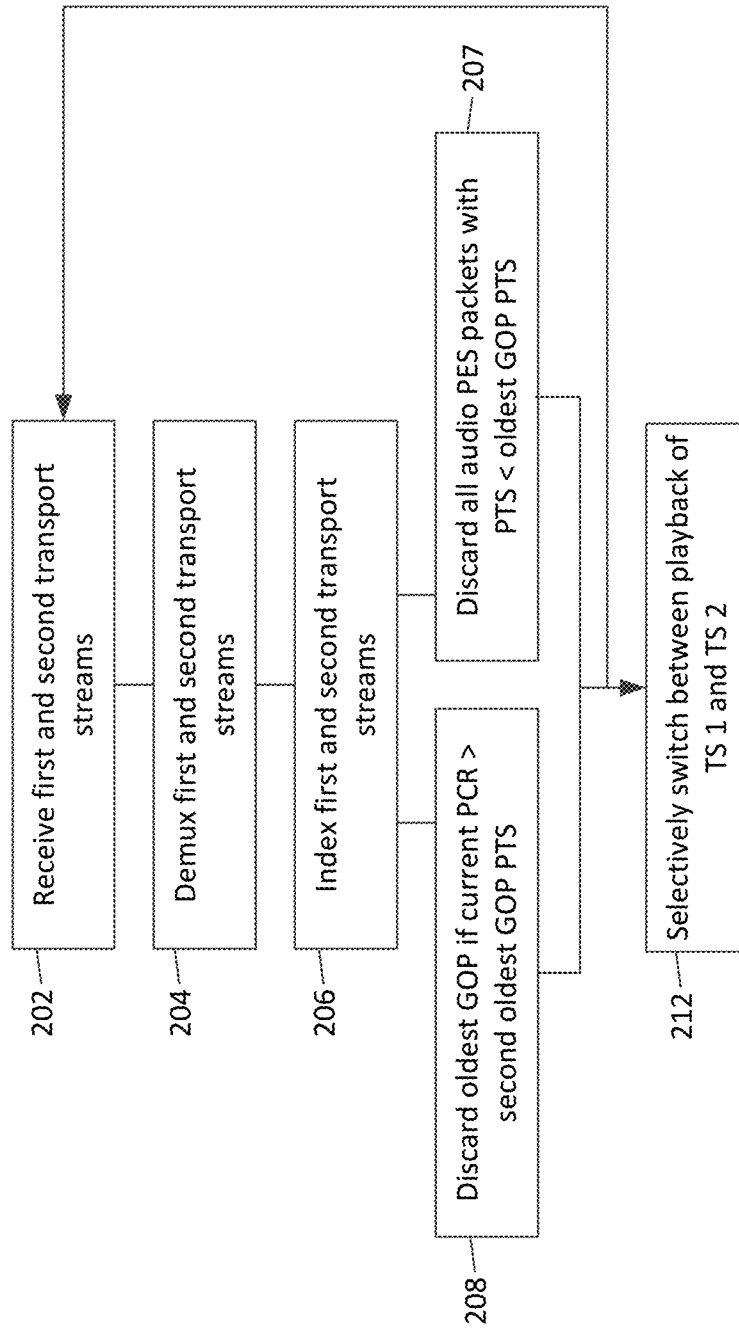 202
Receive first and second transport
streams
204
Demux first and second transport
streams
206
Index first and second transport
streams
208
Discard oldest GOP if current PCR >
second oldest GOP PTS
207
Discard all audio PES packets with
PTS < oldest GOP PTS
212
Selectively switch between playback of
TS 1 and TS 2